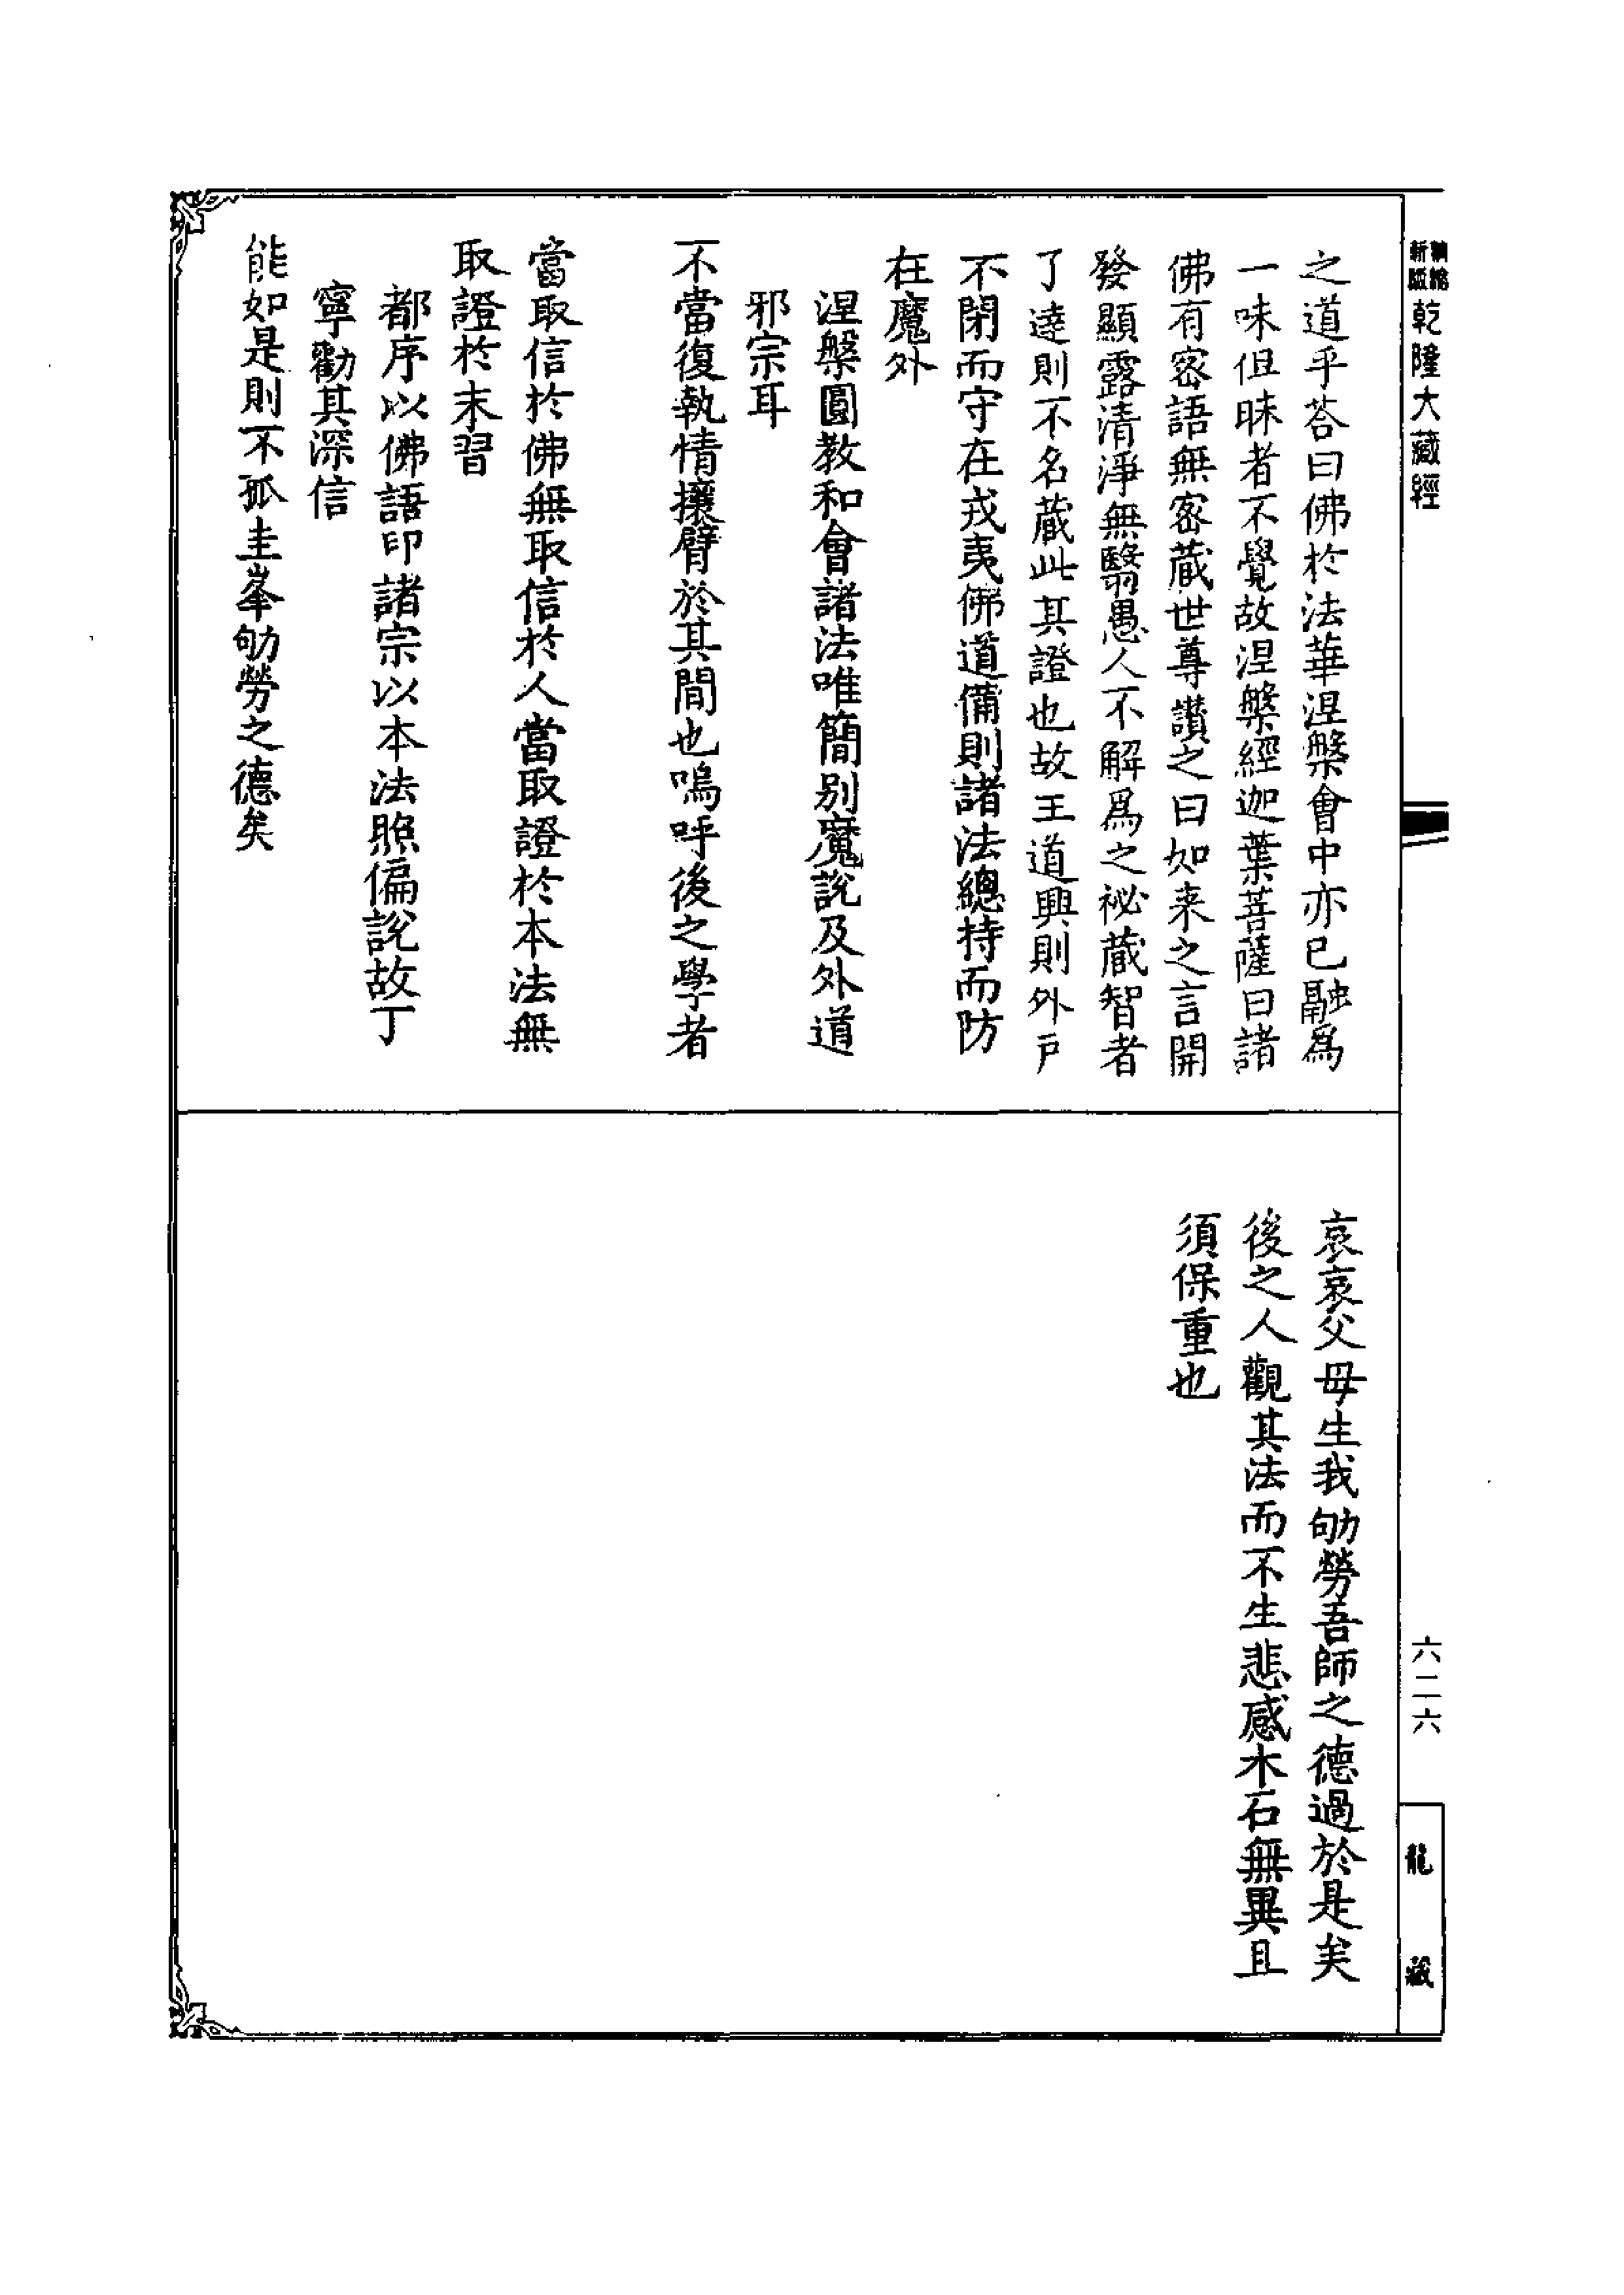 新編縮版乾隆大藏經
之道乎荅曰佛於法華涅槃會中亦已融爲
一味但昧者不覺故涅槃經迦葉菩薩曰諸
佛有密語無密藏世尊讚之曰如来之言開
發顯露清淨無翳愚人不解爲之祕藏智者
了達則不名藏此其證也故王道興則外戶
不閉而守在戎夷佛道備則諸法總持而防
在魔外
涅槃圓教和會諸法唯簡別魔說及外道
邪宗耳
不當復執情攘臂於其間也嗚呼後之學者
當取信於佛無取信於人當取證於本法無
取證於末習
都序以佛語印諸宗以本法照偏說故丁
寧勸其深信
能如是則不孤圭峯劬勞之德矣
哀哀父母生我劬勞吾師之德過於是矣
後之人觀其法而不生悲感木石無異且
須保重也
六二六
龍藏